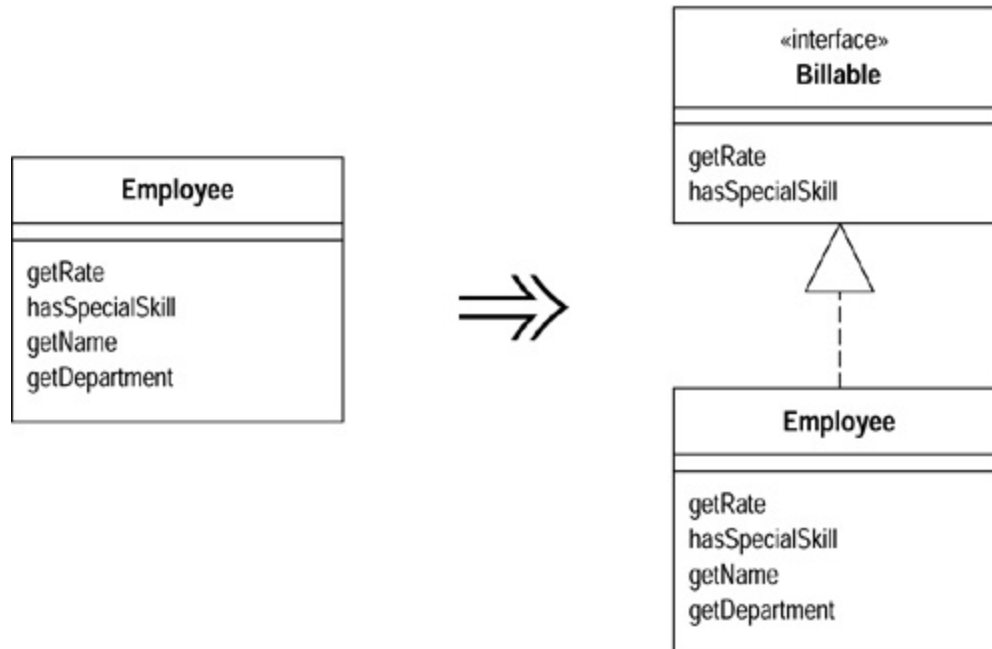 Employee
getRate
hasSpecialSkill
getName
getDepartment
«interface»
Billable
getRate
hasSpecialSkill
Employee
getRate
hasSpecialSkill
getName
getDepartment